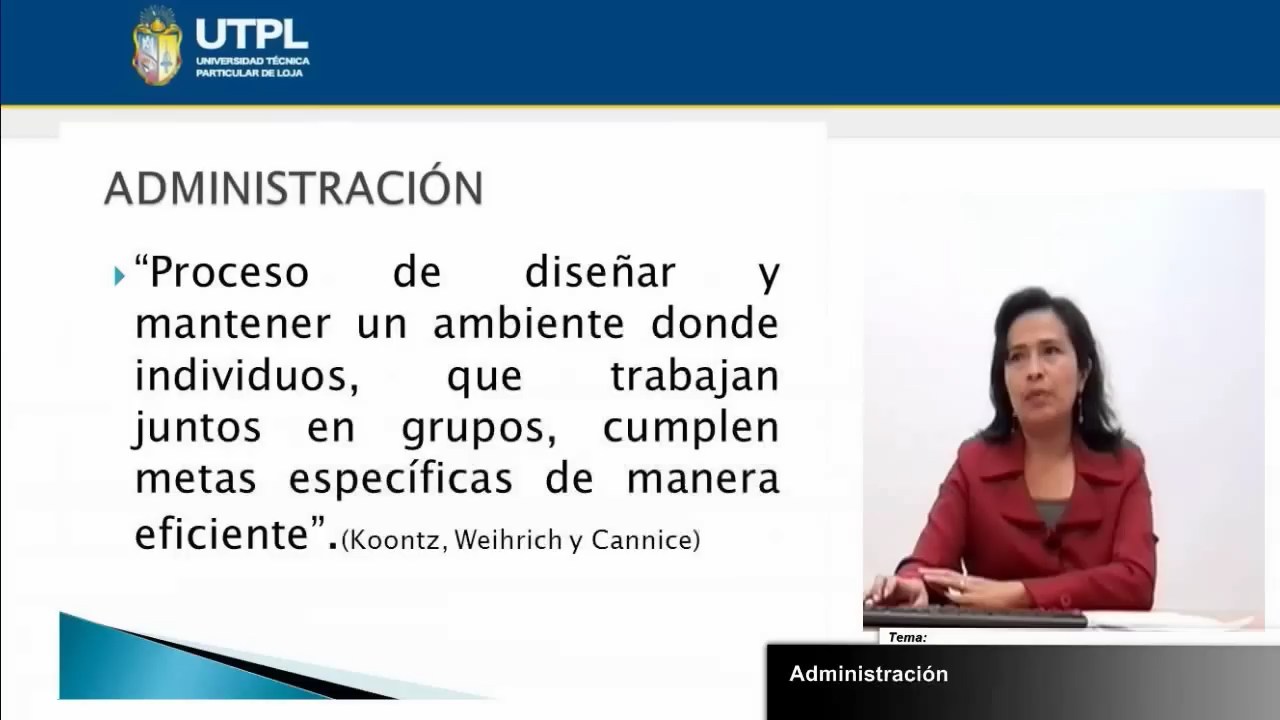 UTPL
UNIVERSIDAD TÉCNICA
PARTICULAR DE LOJA
ADMINISTRACIÓN
“Proceso de diseñar y
mantener un ambiente donde
individuos, que trabajan
juntos en grupos, cumplen
metas específicas de manera
eficiente”.(Koontz, Weihrich y Cannice)
Tema:
Administración